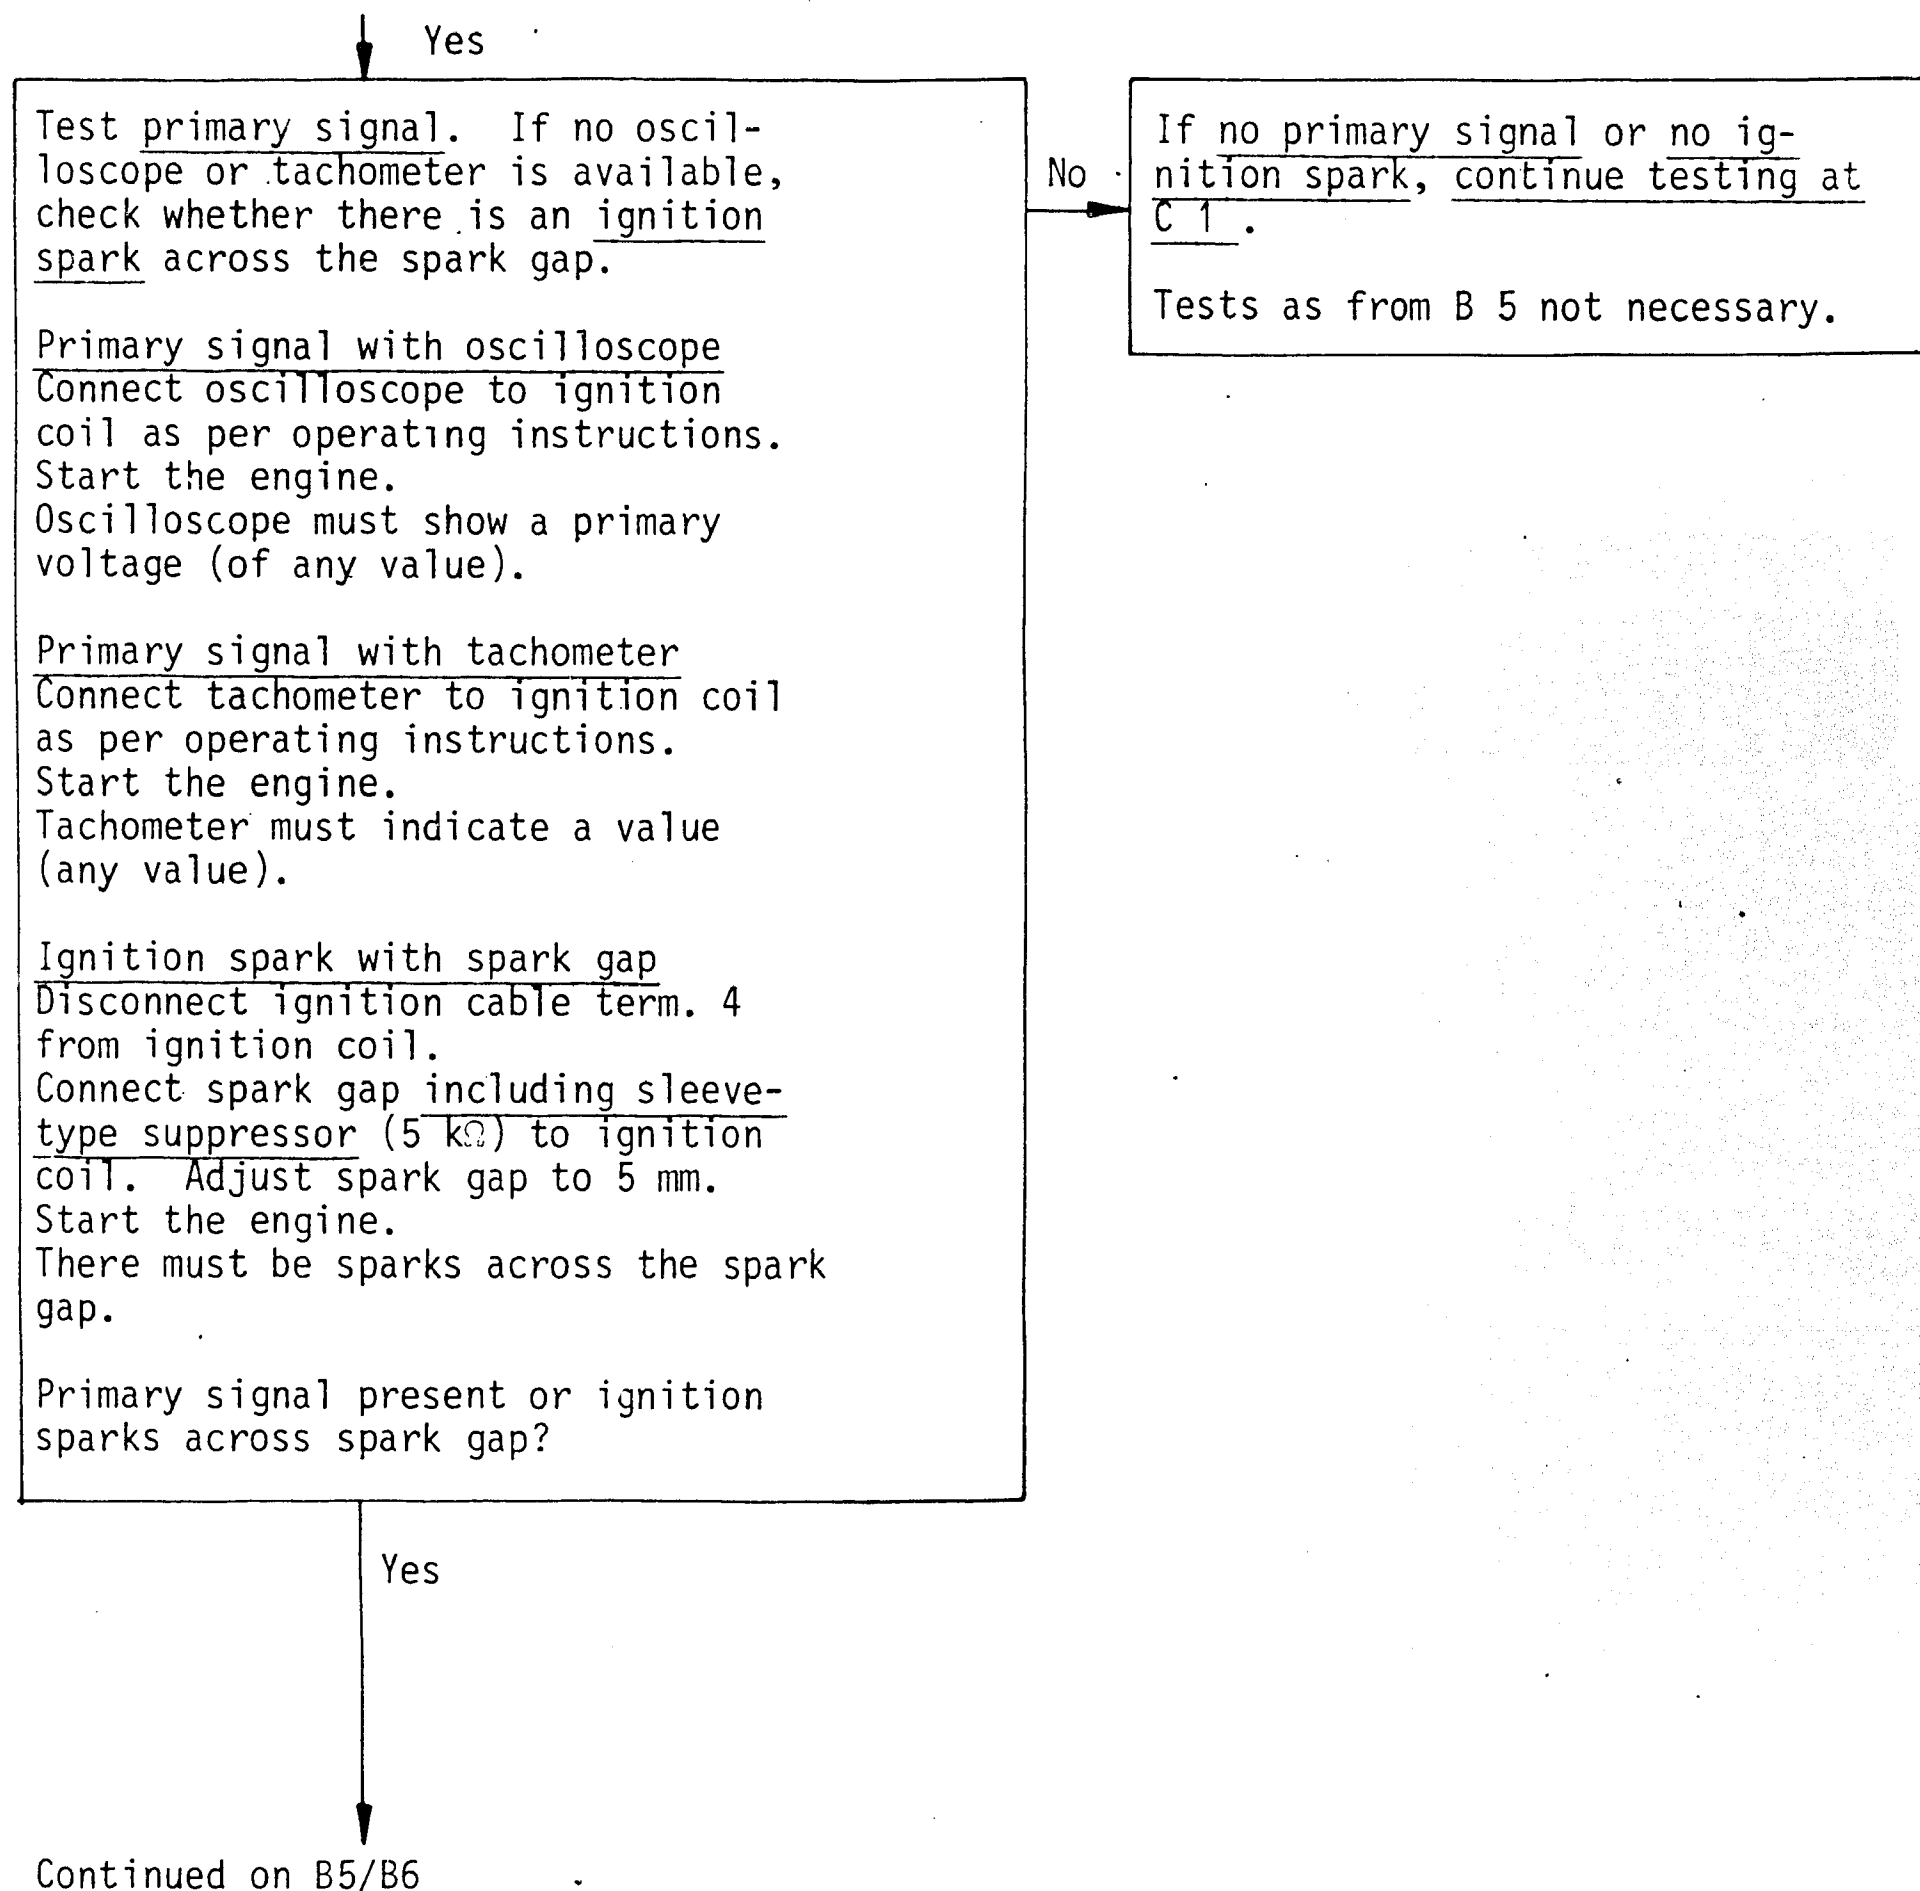 Yes
Test primary signal. If no oscil-
loscope or tachometer is available,
check whether there is an ignition
spark across the spark gap.
Primary signal with oscilloscope
Connect oscilloscope to ignition
coil as per operating instructions.
Start the engine.
Oscilloscope must show a primary
voltage (of any value).
Primary signal with tachometer
Connect tachometer to ignition coil
as per operating instructions.
Start the engine.
Tachometer must indicate a value
(any value).
Ignition spark with spark gap
Disconnect ignition cable term. 4
from ignition coil.
Connect spark gap including sleeve-
type suppressor (5 kΩ) to ignition
coil. Adjust spark gap to 5 mm.
Start the engine.
There must be sparks across the spark
gap.
Primary signal present or ignition
sparks across spark gap?
No
If no primary signal or no ig-
nition spark, continue testing at
C 1 .
Tests as from B 5 not necessary.
Yes
Continued on B5/B6